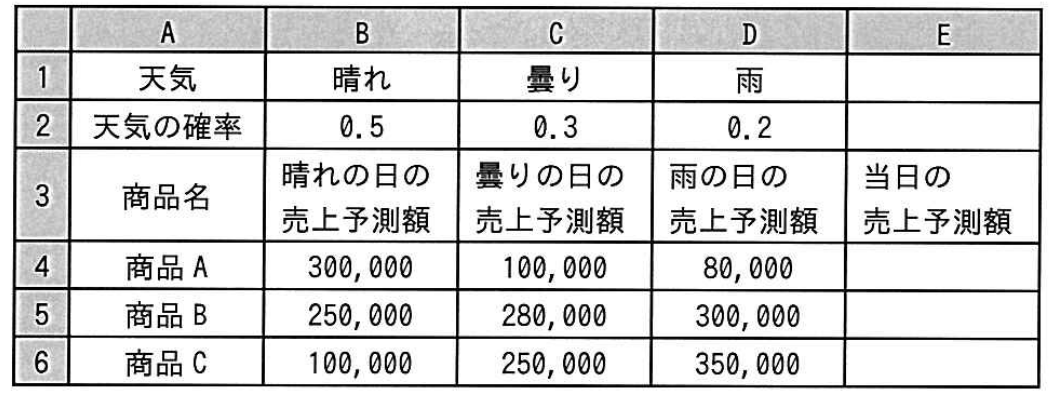 A B C D E
1 天気 晴れ 曇り 雨
2 天気の確率 0.5 0.3 0.2
3 商品名 晴れの日の 曇りの日の 雨の日の 当日の
売上予測額 売上予測額 売上予測額 売上予測額
4 商品A 300,000 100,000 80,000
5 商品B 250,000 280,000 300,000
6 商品C 100,000 250,000 350,000